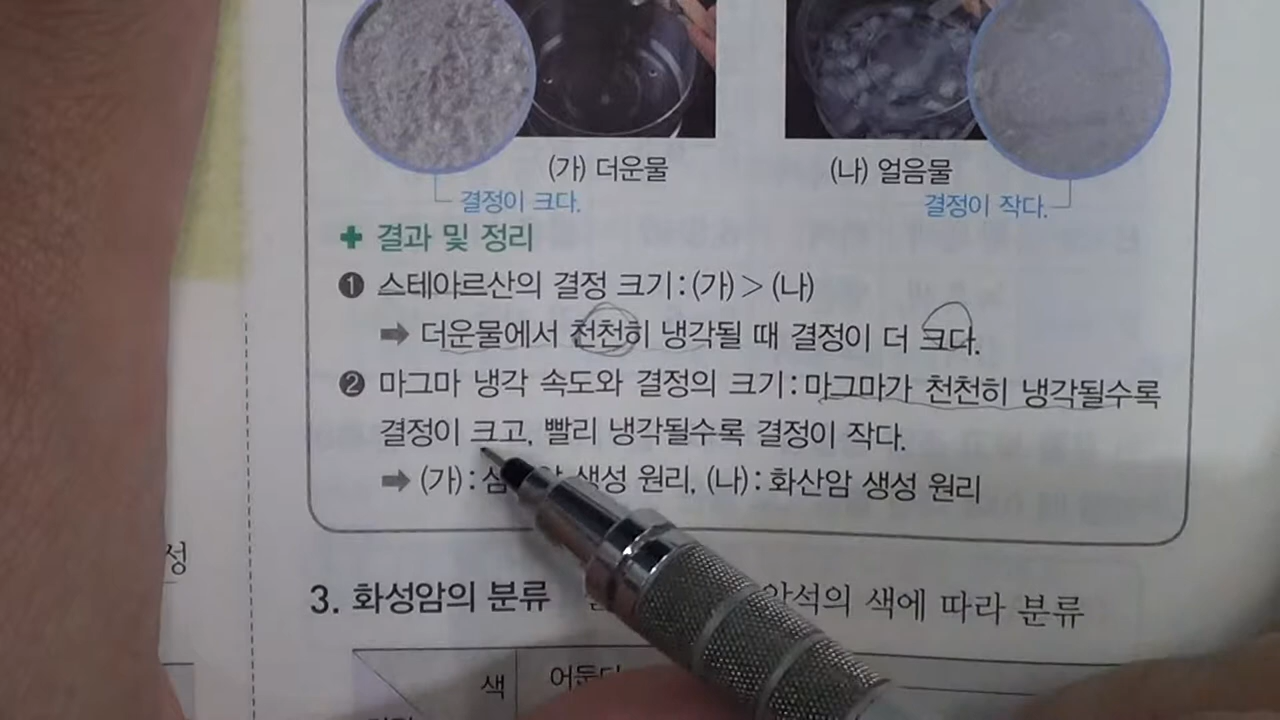 (가) 더운물
(나) 얼음물
결정이 크다.
결정이 작다.
+ 결과 및 정리
❶ 스테아르산의 결정 크기 : (가) > (나)
➡ 더운물에서 천천히 냉각될 때 결정이 더 크다.
❷ 마그마 냉각 속도와 결정의 크기 : 마그마가 천천히 냉각될수록
결정이 크고, 빨리 냉각될수록 결정이 작다.
➡ (가) : 생성 원리, (나) : 화산암 생성 원리
성
3. 화성암의 분류 암석의 색에 따라 분류
색